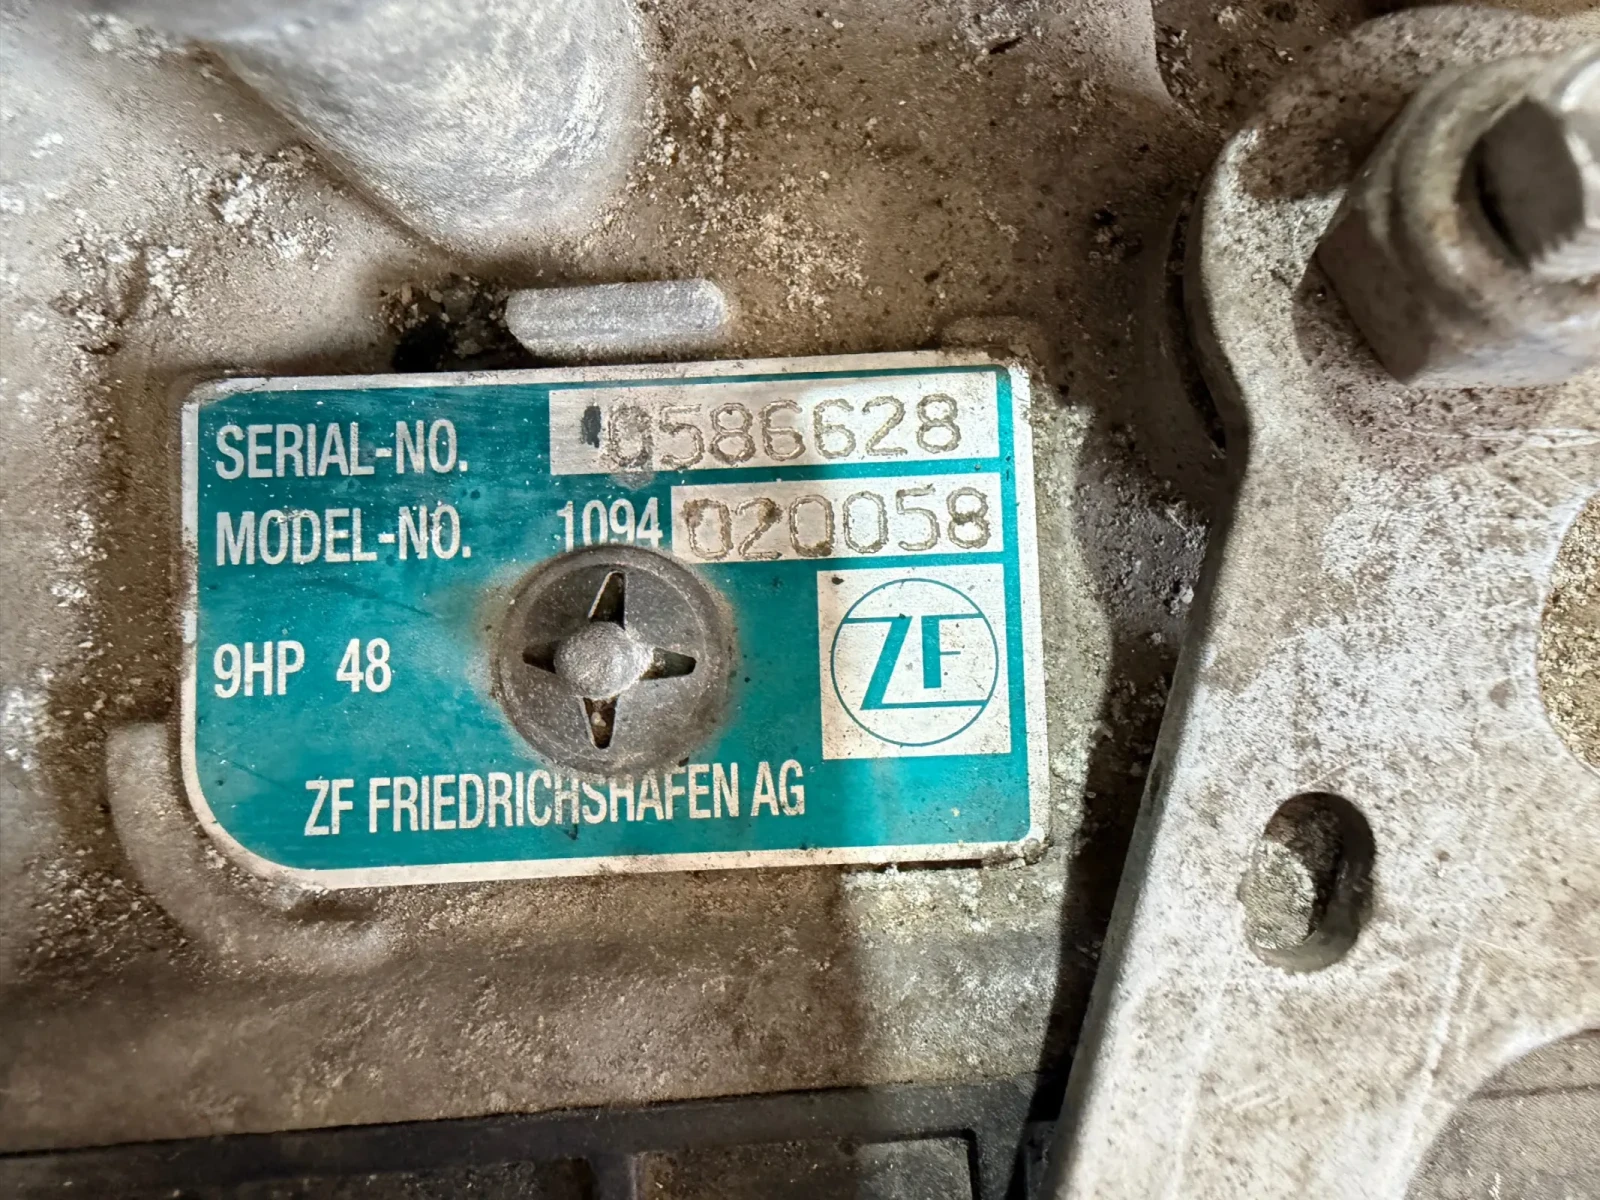 SERIAL-NO. 0586628
MODEL-NO. 1094 020058
9HP 48
ZF
ZF FRIEDRICHSHAFEN AG